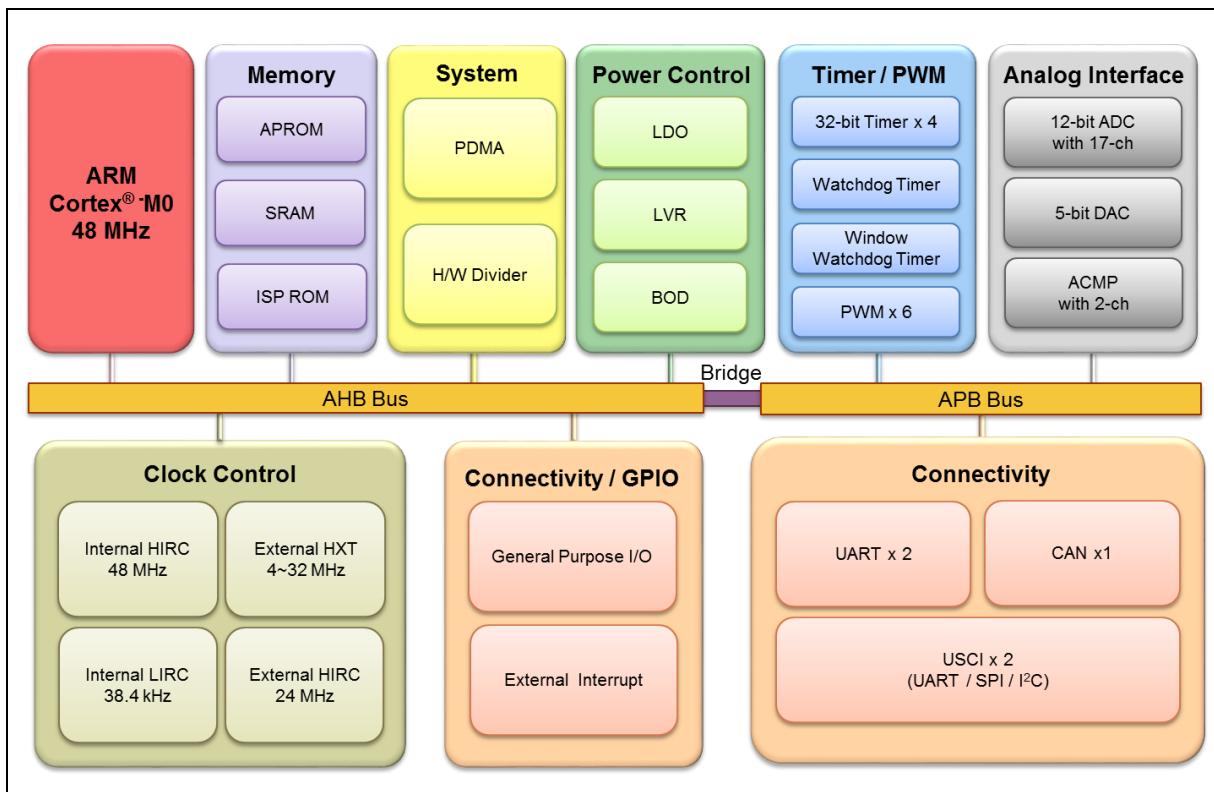 ARM
Cortex® -M0
48 MHz
Memory
APROM
SRAM
ISP ROM
System
PDMA
H/W Divider
Power Control
LDO
LVR
BOD
Timer / PWM
32-bit Timer x 4
Watchdog Timer
Window
Watchdog Timer
PWM x 6
Analog Interface
12-bit ADC
with 17-ch
5-bit DAC
ACMP
with 2-ch
AHB Bus
Bridge
APB Bus
Clock Control
Internal HIRC
48 MHz
External HXT
4~32 MHz
Internal LIRC
38.4 kHz
External HIRC
24 MHz
Connectivity / GPIO
General Purpose I/O
External Interrupt
Connectivity
UART x 2
CAN x1
USCI x 2
(UART / SPI / I²C)